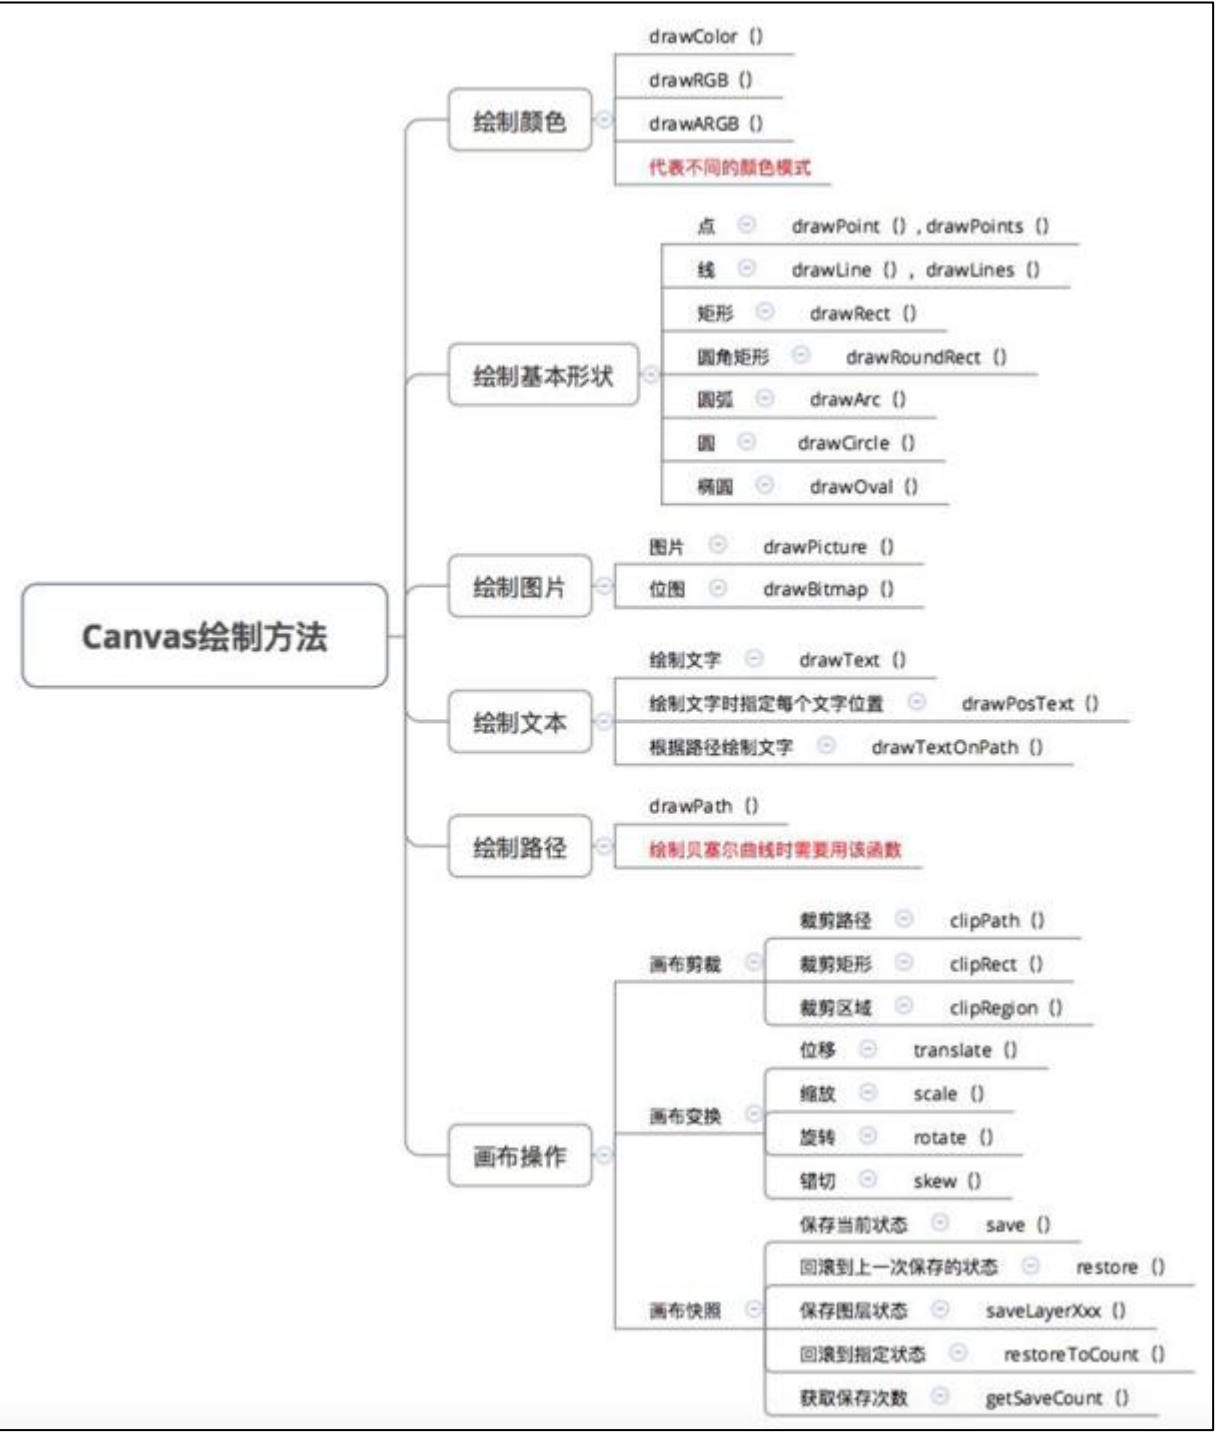 Canvas绘制方法
绘制颜色
drawColor ()
drawRGB ()
drawARGB ()
代表不同的颜色模式
绘制基本形状
点 drawPoint () ,drawPoints ()
线 drawLine () , drawLines ()
矩形 drawRect ()
圆角矩形 drawRoundRect ()
圆弧 drawArc ()
圆 drawCircle ()
椭圆 drawOval ()
绘制图片
图片 drawPicture ()
位图 drawBitmap ()
绘制文本
绘制文字 drawText ()
绘制文字时指定每个文字位置 drawPosText ()
根据路径绘制文字 drawTextOnPath ()
绘制路径
drawPath ()
绘制贝塞尔曲线时需要用该函数
画布操作
画布剪裁
裁剪路径 clipPath ()
裁剪矩形 clipRect ()
裁剪区域 clipRegion ()
画布变换
位移 translate ()
缩放 scale ()
旋转 rotate ()
错切 skew ()
画布快照
保存当前状态 save ()
回滚到上一次保存的状态 restore ()
保存图层状态 saveLayerXxx ()
回滚到指定状态 restoreToCount ()
获取保存次数 getSaveCount ()